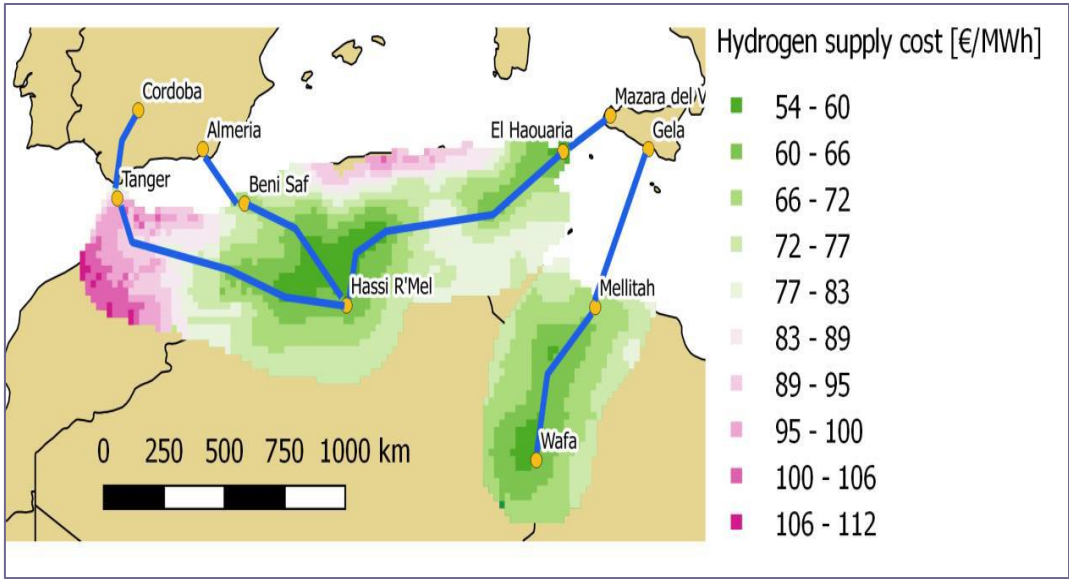 Hydrogen supply cost [€/MWh]
54 - 60
60 - 66
66 - 72
72 - 77
77 - 83
83 - 89
89 - 95
95 - 100
100 - 106
106 - 112
Cordoba
Almeria
Tanger
Beni Saf
Hassi R'Mel
El Haouaria
Mazara del V
Gela
Mellitah
Wafa
0 250 500 750 1000 km